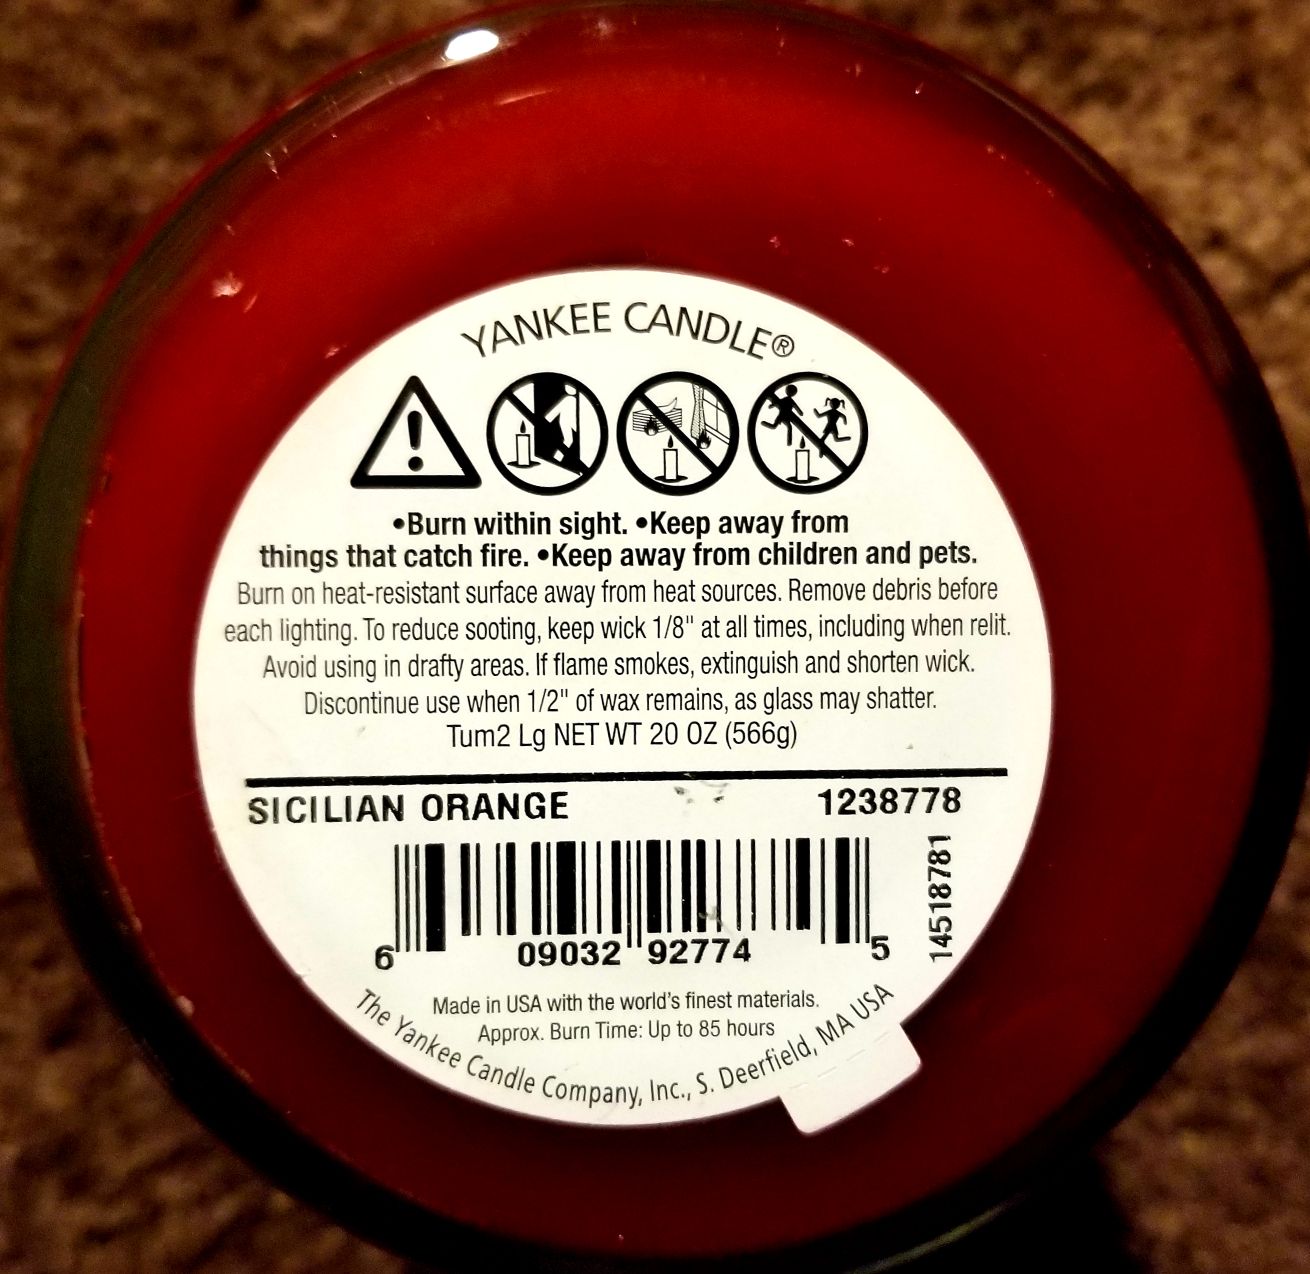 YANKEE CANDLE®
•Burn within sight. •Keep away from
things that catch fire. •Keep away from children and pets.
Burn on heat-resistant surface away from heat sources. Remove debris before
each lighting. To reduce sooting, keep wick 1/8" at all times, including when relit.
Avoid using in drafty areas. If flame smokes, extinguish and shorten wick.
Discontinue use when 1/2" of wax remains, as glass may shatter.
Tum2 Lg NET WT 20 OZ (566g)
SICILIAN ORANGE 1238778
14518781
6 09032 92774 5
Made in USA with the world's finest materials.
Approx. Burn Time: Up to 85 hours
The Yankee Candle Company, Inc., S. Deerfield, MA USA